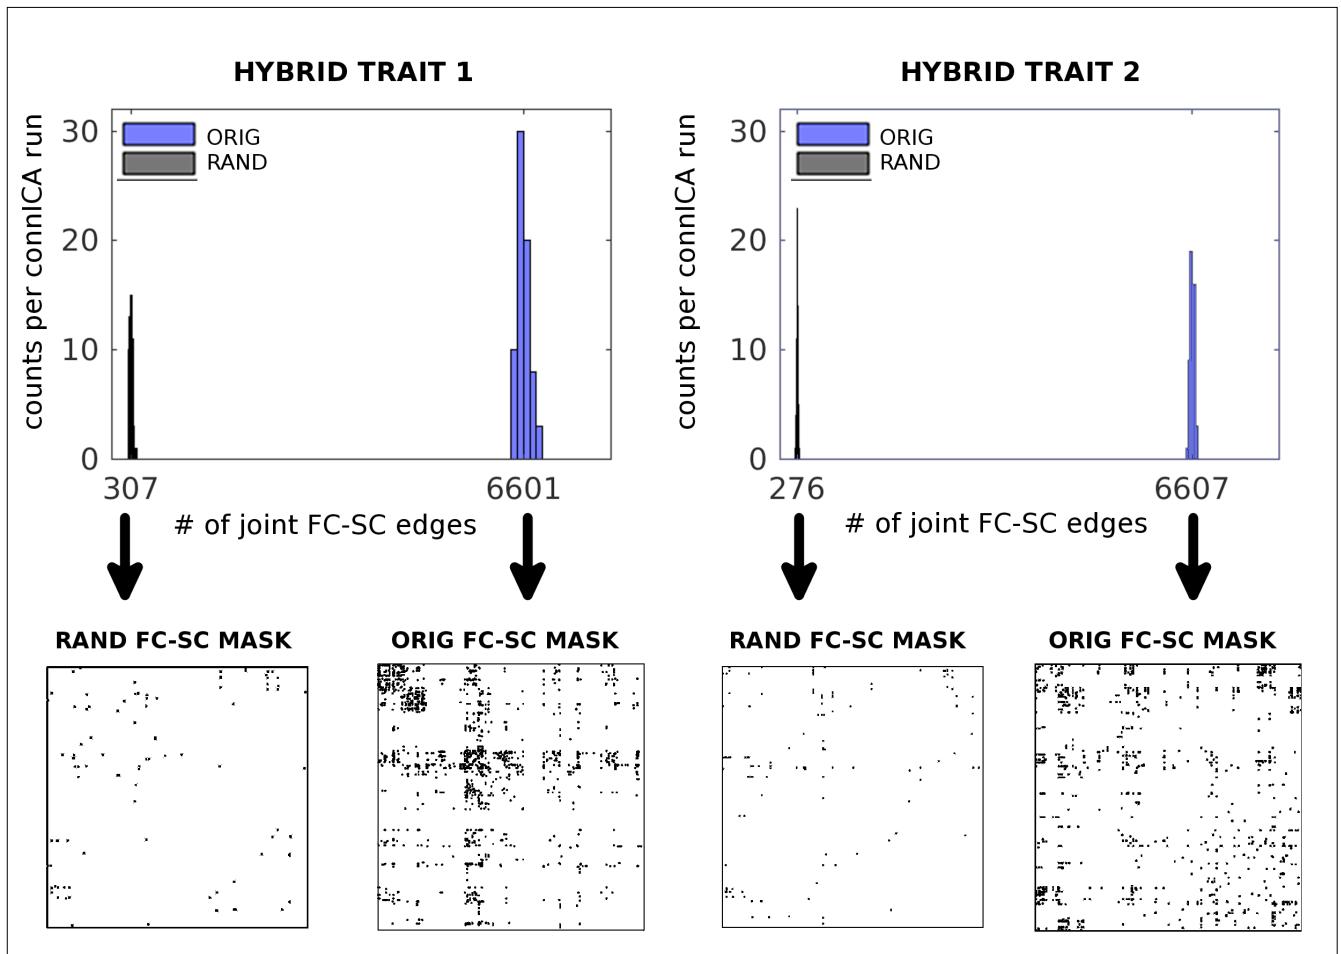 HYBRID TRAIT 1
counts per connICA run
30
20
10
0
ORIG
RAND
307
6601
# of joint FC-SC edges
RAND FC-SC MASK
ORIG FC-SC MASK
HYBRID TRAIT 2
counts per connICA run
30
20
10
0
ORIG
RAND
276
6607
# of joint FC-SC edges
RAND FC-SC MASK
ORIG FC-SC MASK